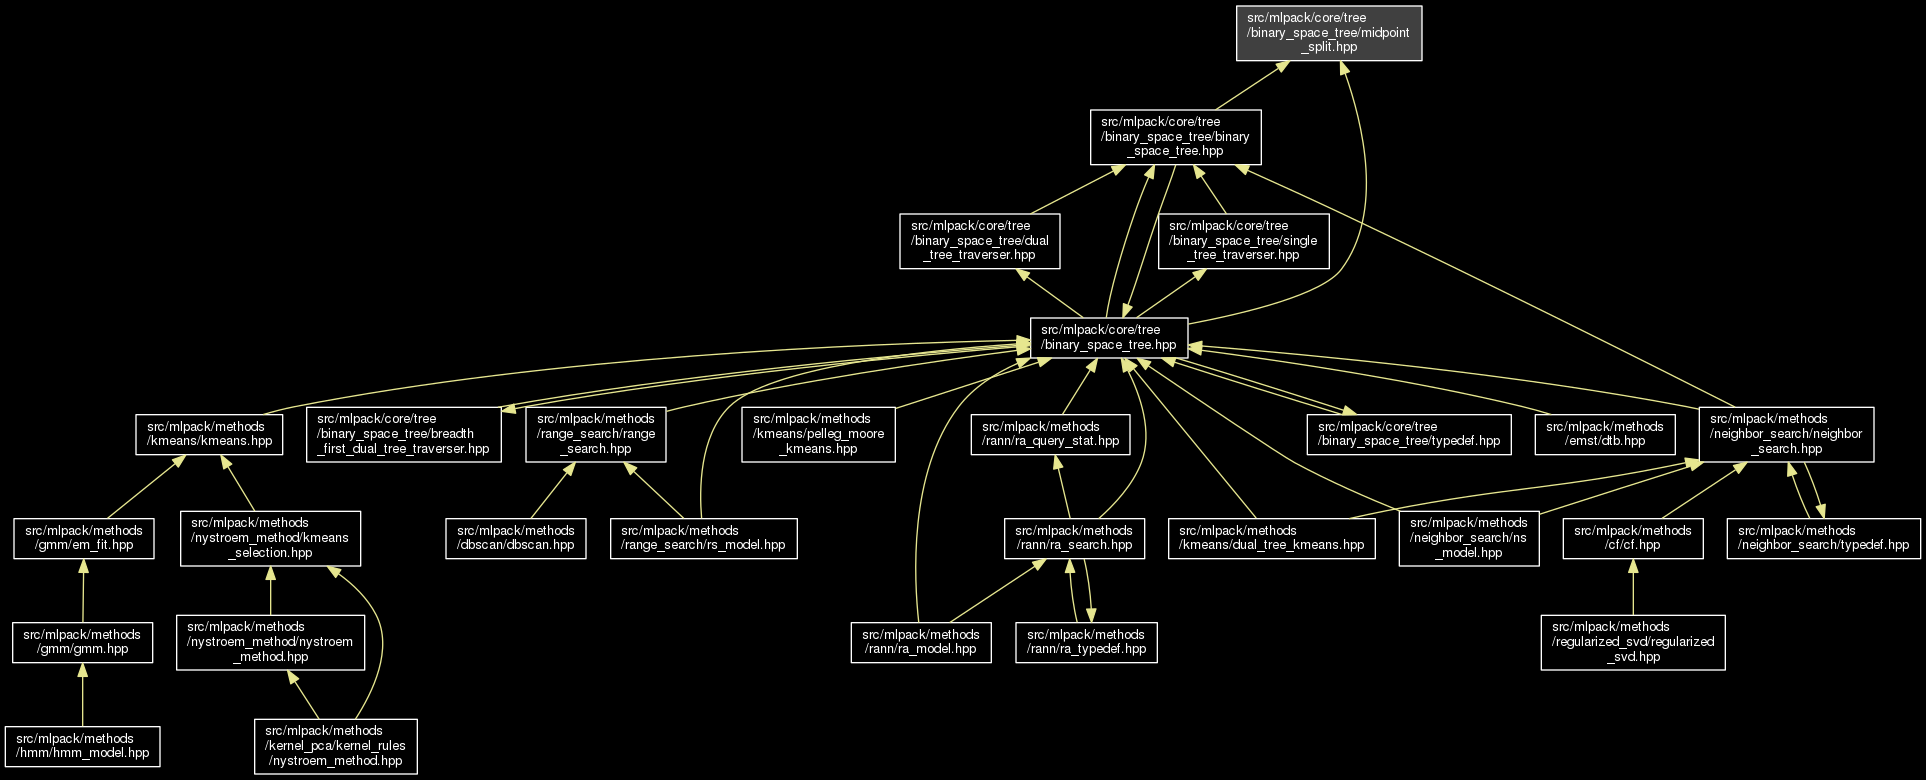 src/mlpack/core/tree
/binary_space_tree/midpoint
_split.hpp
src/mlpack/core/tree
/binary_space_tree/binary
_space_tree.hpp
src/mlpack/core/tree
/binary_space_tree/dual
_tree_traverser.hpp
src/mlpack/core/tree
/binary_space_tree/single
_tree_traverser.hpp
src/mlpack/core/tree
/binary_space_tree.hpp
src/mlpack/methods
/kmeans/kmeans.hpp
src/mlpack/core/tree
/binary_space_tree/breadth
_first_dual_tree_traverser.hpp
src/mlpack/methods
/range_search/range
_search.hpp
src/mlpack/methods
/kmeans/pelleg_moore
_kmeans.hpp
src/mlpack/methods
/rann/ra_query_stat.hpp
src/mlpack/core/tree
/binary_space_tree/typedef.hpp
src/mlpack/methods
/emst/dtb.hpp
src/mlpack/methods
/neighbor_search/neighbor
_search.hpp
src/mlpack/methods
/gmm/em_fit.hpp
src/mlpack/methods
/nystroem_method/kmeans
_selection.hpp
src/mlpack/methods
/dbscan/dbscan.hpp
src/mlpack/methods
/range_search/rs_model.hpp
src/mlpack/methods
/rann/ra_search.hpp
src/mlpack/methods
/kmeans/dual_tree_kmeans.hpp
src/mlpack/methods
/neighbor_search/ns
_model.hpp
src/mlpack/methods
/cf/cf.hpp
src/mlpack/methods
/neighbor_search/typedef.hpp
src/mlpack/methods
/gmm/gmm.hpp
src/mlpack/methods
/nystroem_method/nystroem
_method.hpp
src/mlpack/methods
/rann/ra_model.hpp
src/mlpack/methods
/rann/ra_typedef.hpp
src/mlpack/methods
/regularized_svd/regularized
_svd.hpp
src/mlpack/methods
/hmm/hmm_model.hpp
src/mlpack/methods
/kernel_pca/kernel_rules
/nystroem_method.hpp